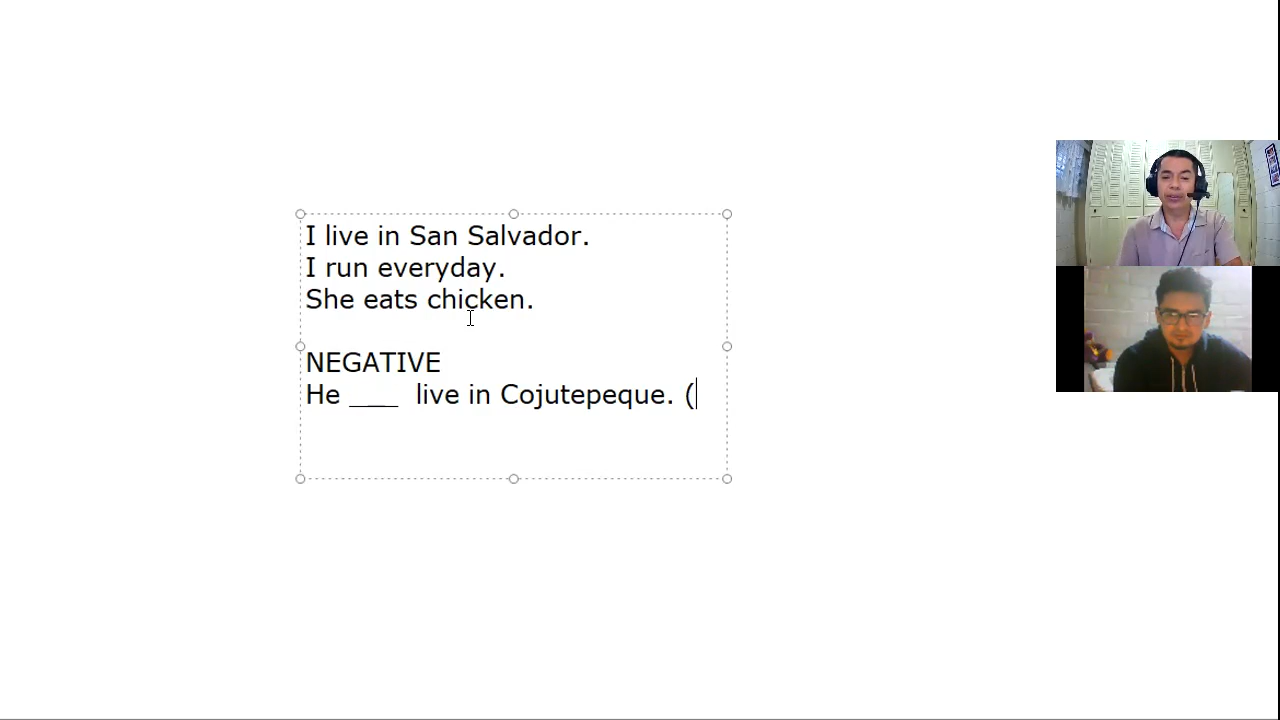 I live in San Salvador.
I run everyday.
She eats chicken.
NEGATIVE
He ___ live in Cojutepeque. (